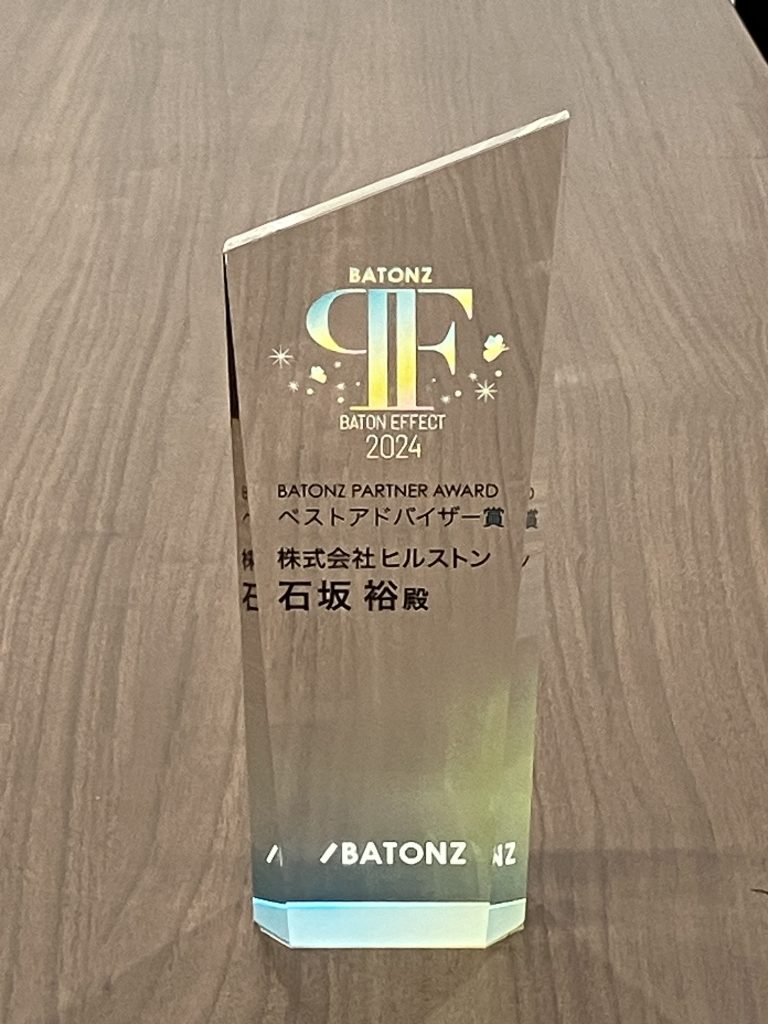 BATONZ
PF
BATON EFFECT
2024
BATONZ PARTNER AWARD
ベストアドバイザー賞
株式会社ヒルストン
石坂 裕殿
/BATONZ